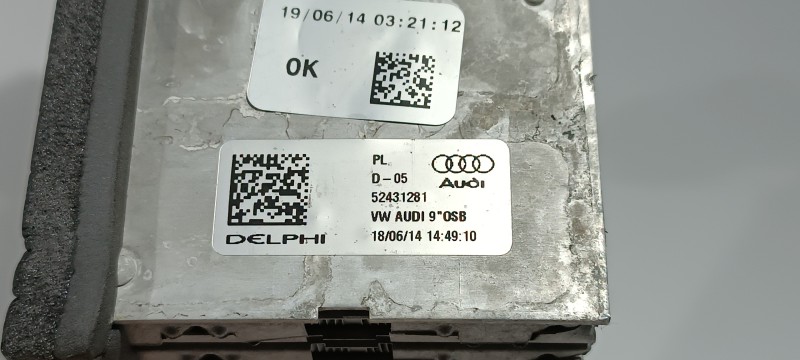 19/06/14 03:21:12
OK
PL
D-05
Audi
52431281
VW AUDI 9"OSB
DELPHI
18/06/14 14:49:10